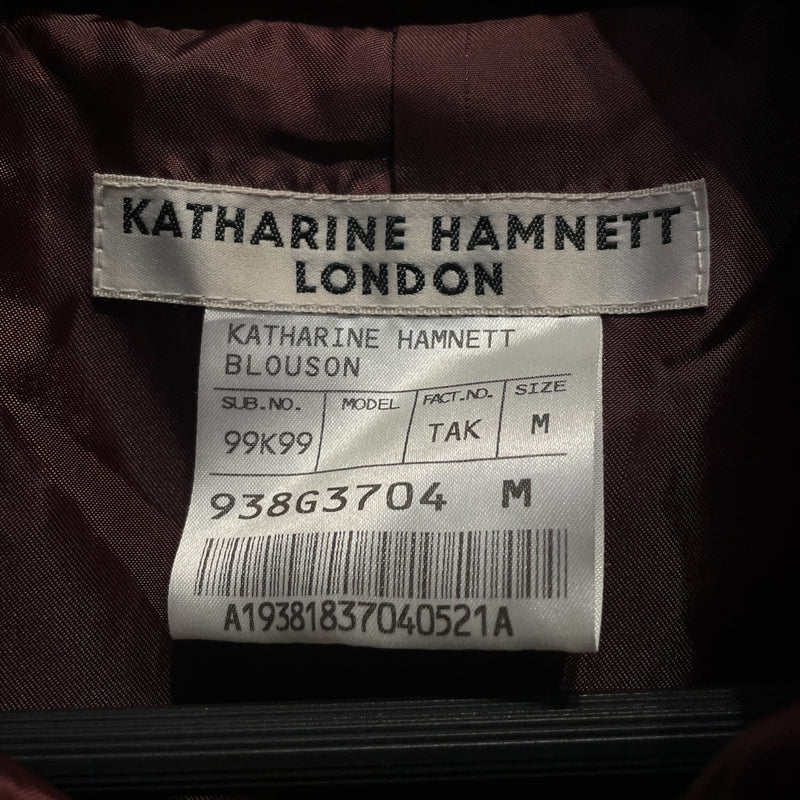 KATHARINE HAMNETT
LONDON
KATHARINE HAMNETT
BLOUSON
SUB.NO. MODEL FACT.NO. SIZE
99K99 TAK M
938G3704 M
A19381837040521A